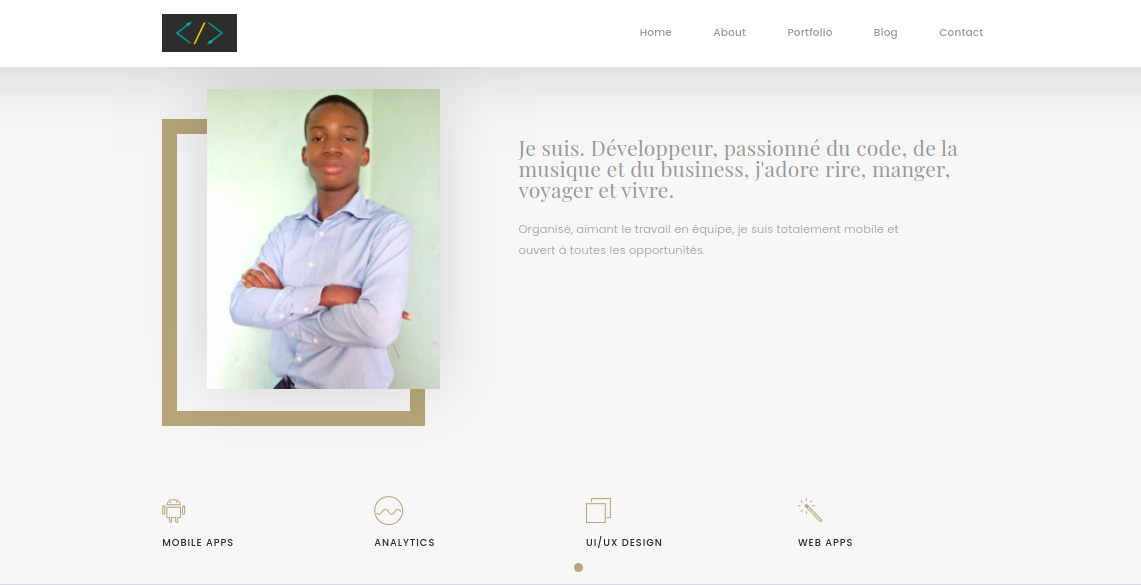 </>
Home About Portfolio Blog Contact
Je suis. Développeur, passionné du code, de la
musique et du business, j'adore rire, manger,
voyager et vivre.
Organisé, aimant le travail en équipe, je suis totalement mobile et
ouvert à toutes les opportunités.
MOBILE APPS
ANALYTICS
UI/UX DESIGN
WEB APPS